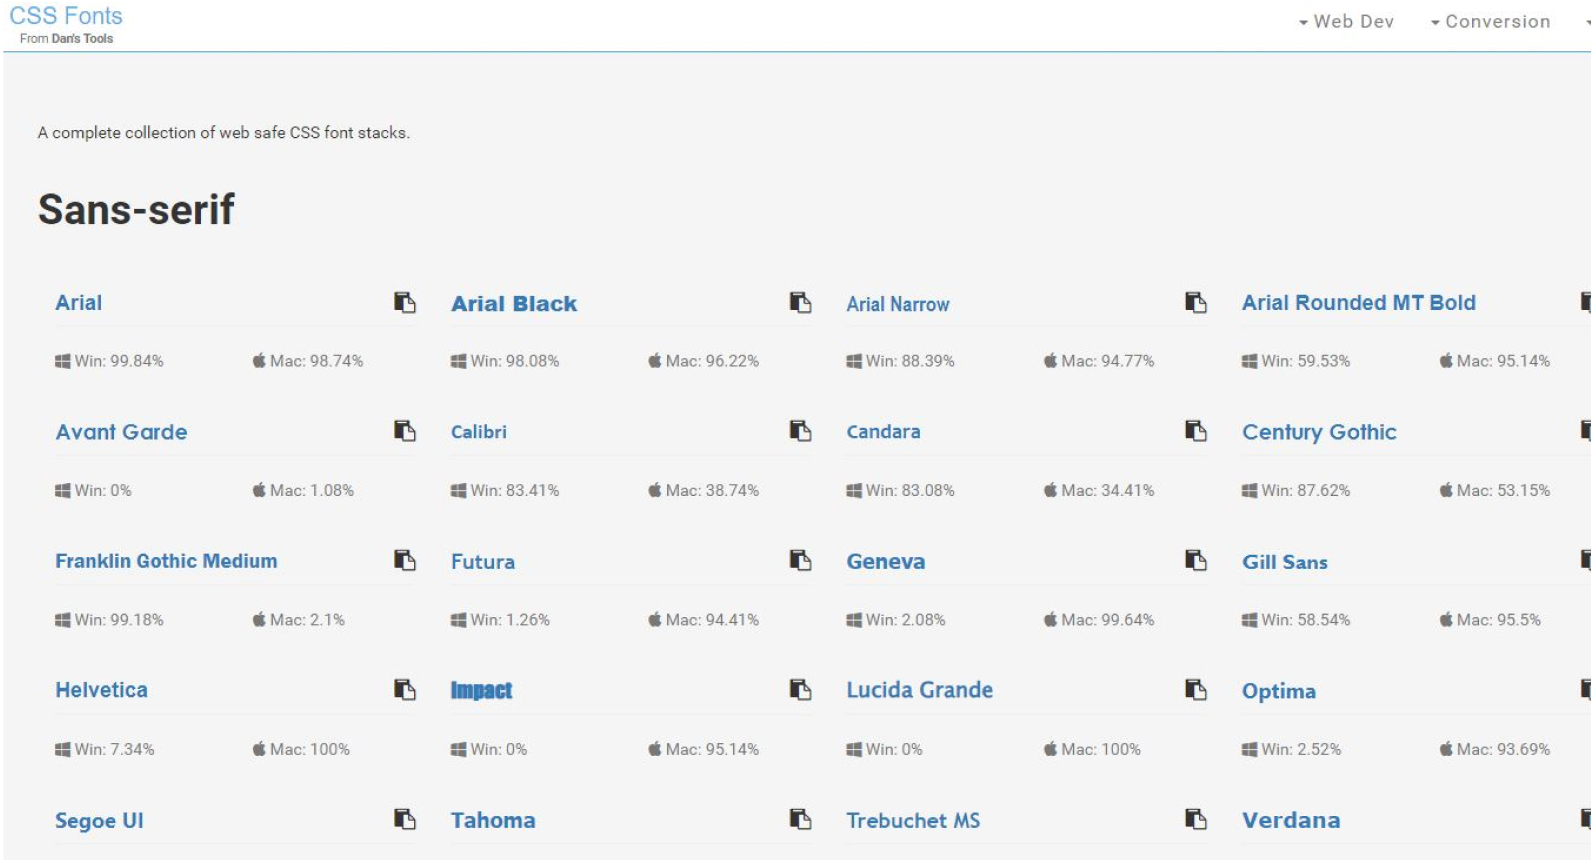 CSS Fonts
From Dan's Tools
Web Dev Conversion
A complete collection of web safe CSS font stacks.
Sans-serif
Arial Arial Black Arial Narrow Arial Rounded MT Bold
Win: 99.84% Mac: 98.74% Win: 98.08% Mac: 96.22% Win: 88.39% Mac: 94.77% Win: 59.53% Mac: 95.14%
Avant Garde Calibri Candara Century Gothic
Win: 0% Mac: 1.08% Win: 83.41% Mac: 38.74% Win: 83.08% Mac: 34.41% Win: 87.62% Mac: 53.15%
Franklin Gothic Medium Futura Geneva Gill Sans
Win: 99.18% Mac: 2.1% Win: 1.26% Mac: 94.41% Win: 2.08% Mac: 99.64% Win: 58.54% Mac: 95.5%
Helvetica Impact Lucida Grande Optima
Win: 7.34% Mac: 100% Win: 0% Mac: 95.14% Win: 0% Mac: 100% Win: 2.52% Mac: 93.69%
Segoe UI Tahoma Trebuchet MS Verdana